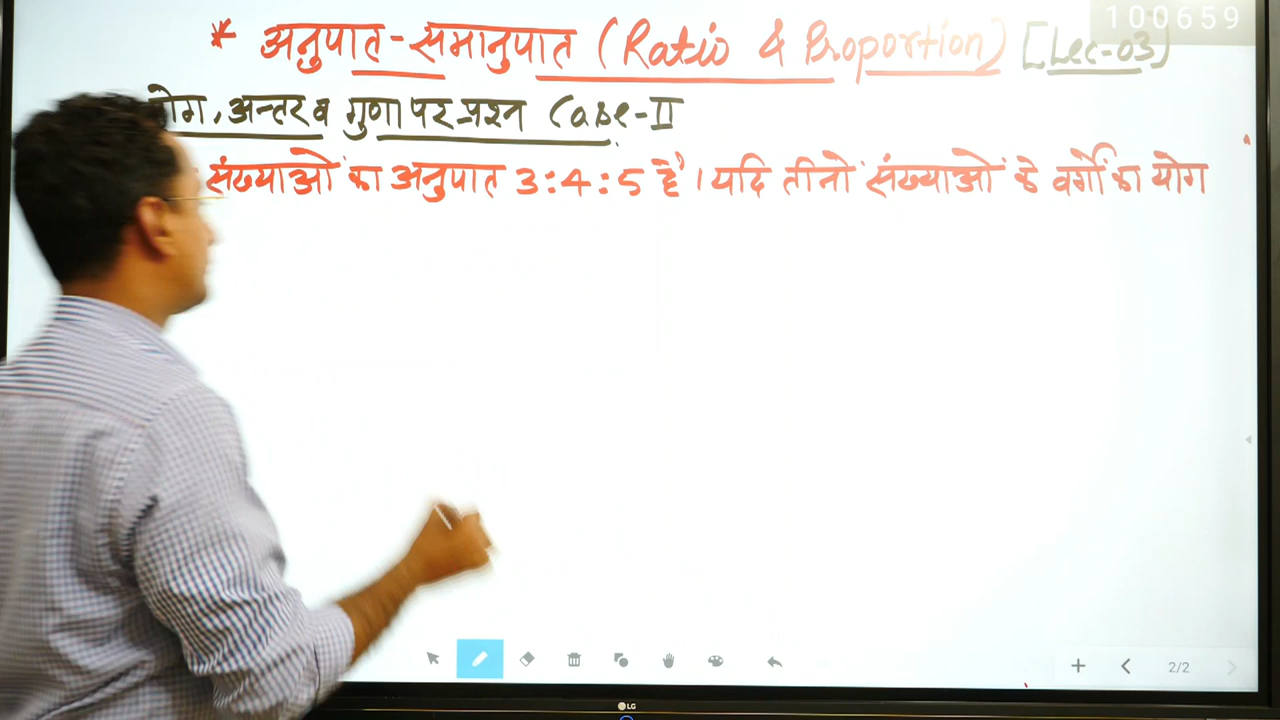 100659
* अनुपात-समानुपात (Ratio & Proportion) [Lec-03]
योग, अन्तर व गुणा पर प्रश्न Case-II
संख्याओं का अनुपात 3:4:5 है। यदि तीनों संख्याओं के वर्गों का योग
2/2
LG